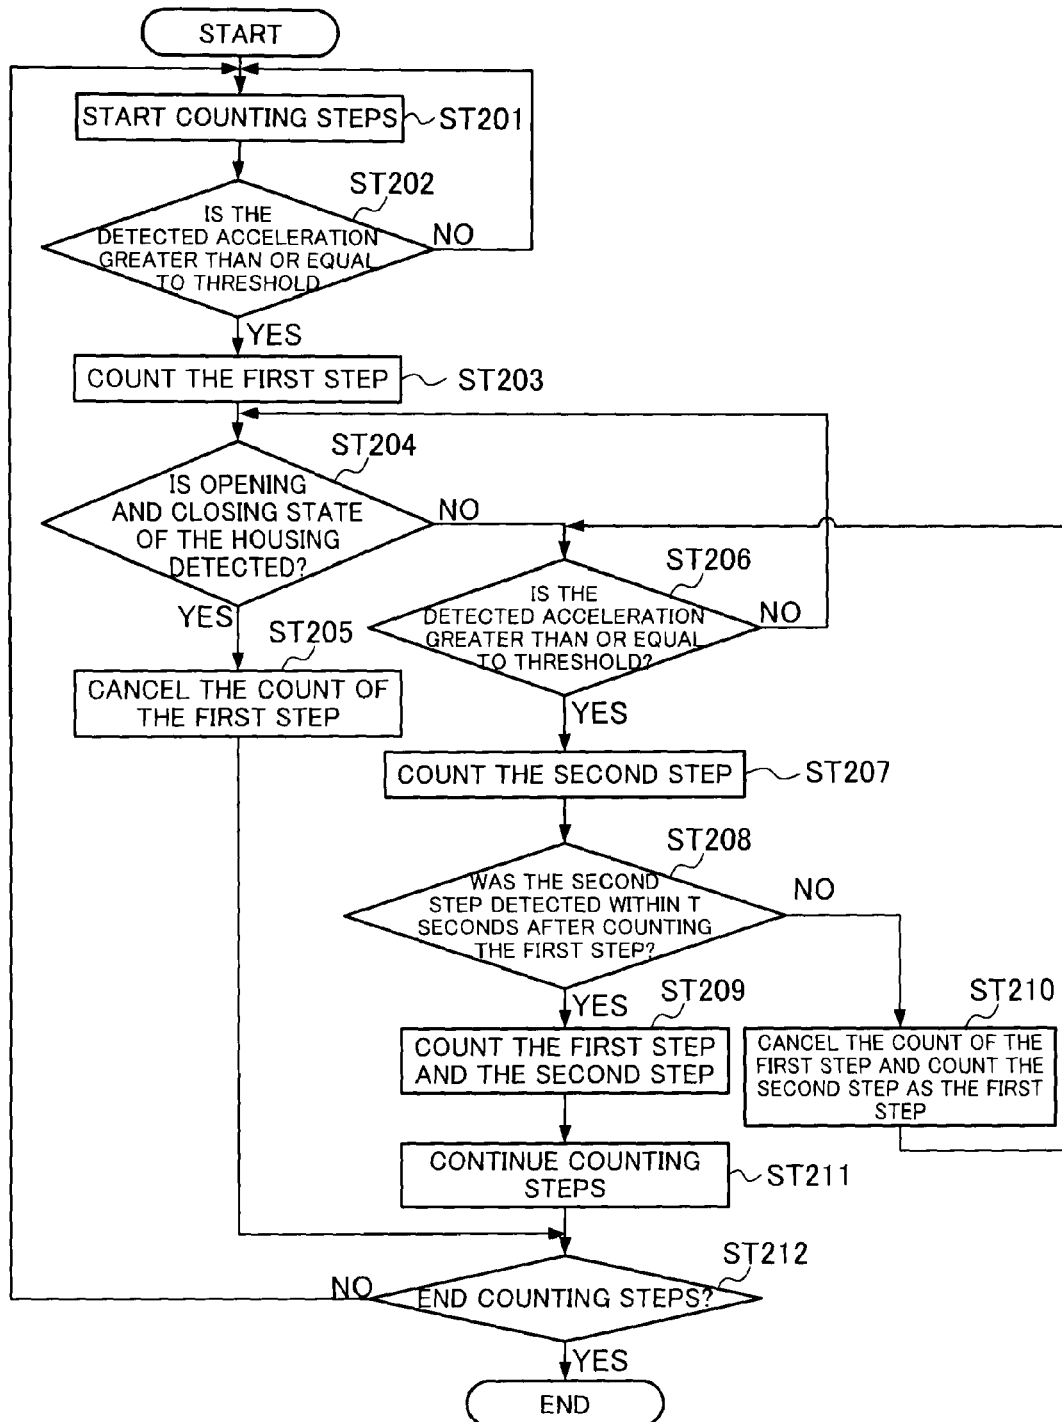 START
START COUNTING STEPS
ST201
ST202
IS THE
DETECTED ACCELERATION
GREATER THAN OR EQUAL
TO THRESHOLD
NO
YES
COUNT THE FIRST STEP
ST203
ST204
IS OPENING
AND CLOSING STATE
OF THE HOUSING
DETECTED?
NO
YES
ST205
CANCEL THE COUNT OF
THE FIRST STEP
ST206
IS THE
DETECTED ACCELERATION
GREATER THAN OR EQUAL
TO THRESHOLD?
NO
YES
COUNT THE SECOND STEP
ST207
ST208
WAS THE SECOND
STEP DETECTED WITHIN T
SECONDS AFTER COUNTING
THE FIRST STEP?
NO
YES
ST209
COUNT THE FIRST STEP
AND THE SECOND STEP
ST210
CANCEL THE COUNT OF THE
FIRST STEP AND COUNT THE
SECOND STEP AS THE FIRST
STEP
CONTINUE COUNTING
STEPS
ST211
ST212
END COUNTING STEPS?
NO
YES
END